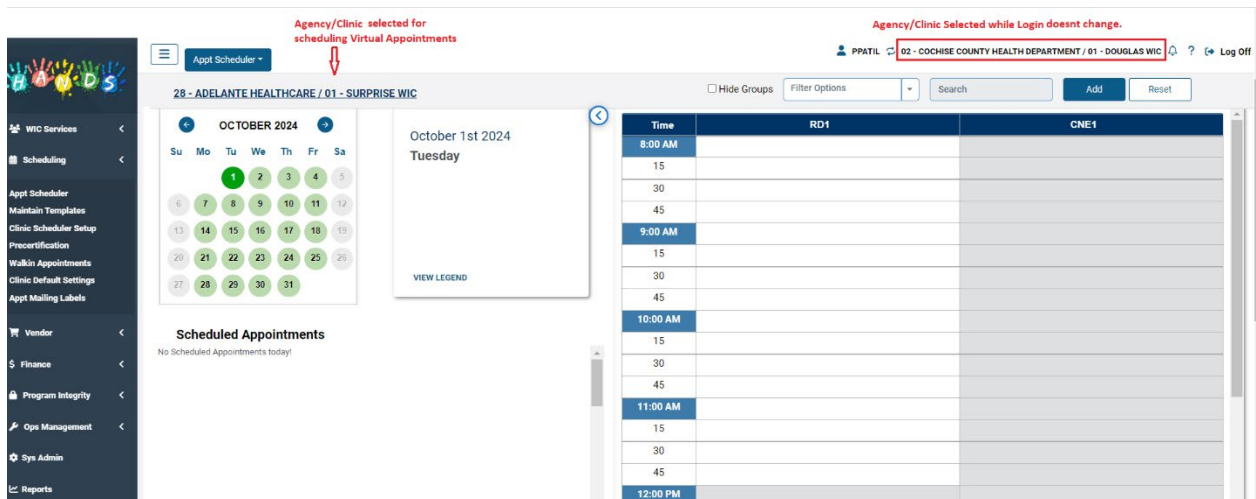 Agency/Clinic selected for
scheduling Virtual Appointments
Agency/Clinic Selected while Login doesnt change.
HANDS
Appt Scheduler
PPATIL 02 - COCHISE COUNTY HEALTH DEPARTMENT / 01 - DOUGLAS WIC ? Log Off
28 - ADELANTE HEALTHCARE / 01 - SURPRISE WIC
Hide Groups Filter Options Search Add Reset
WIC Services
Scheduling
Appt Scheduler
Maintain Templates
Clinic Scheduler Setup
Precertification
Walkin Appointments
Clinic Default Settings
Appt Mailing Labels
Vendor
$ Finance
Program Integrity
Ops Management
Sys Admin
Reports
OCTOBER 2024
Su Mo Tu We Th Fr Sa
1 2 3 4 5
6 7 8 9 10 11 12
13 14 15 16 17 18 19
20 21 22 23 24 25 26
27 28 29 30 31
October 1st 2024
Tuesday
VIEW LEGEND
Scheduled Appointments
No Scheduled Appointments today!
Time RD1 CNE1
8:00 AM
15
30
45
9:00 AM
15
30
45
10:00 AM
15
30
45
11:00 AM
15
30
45
12:00 PM